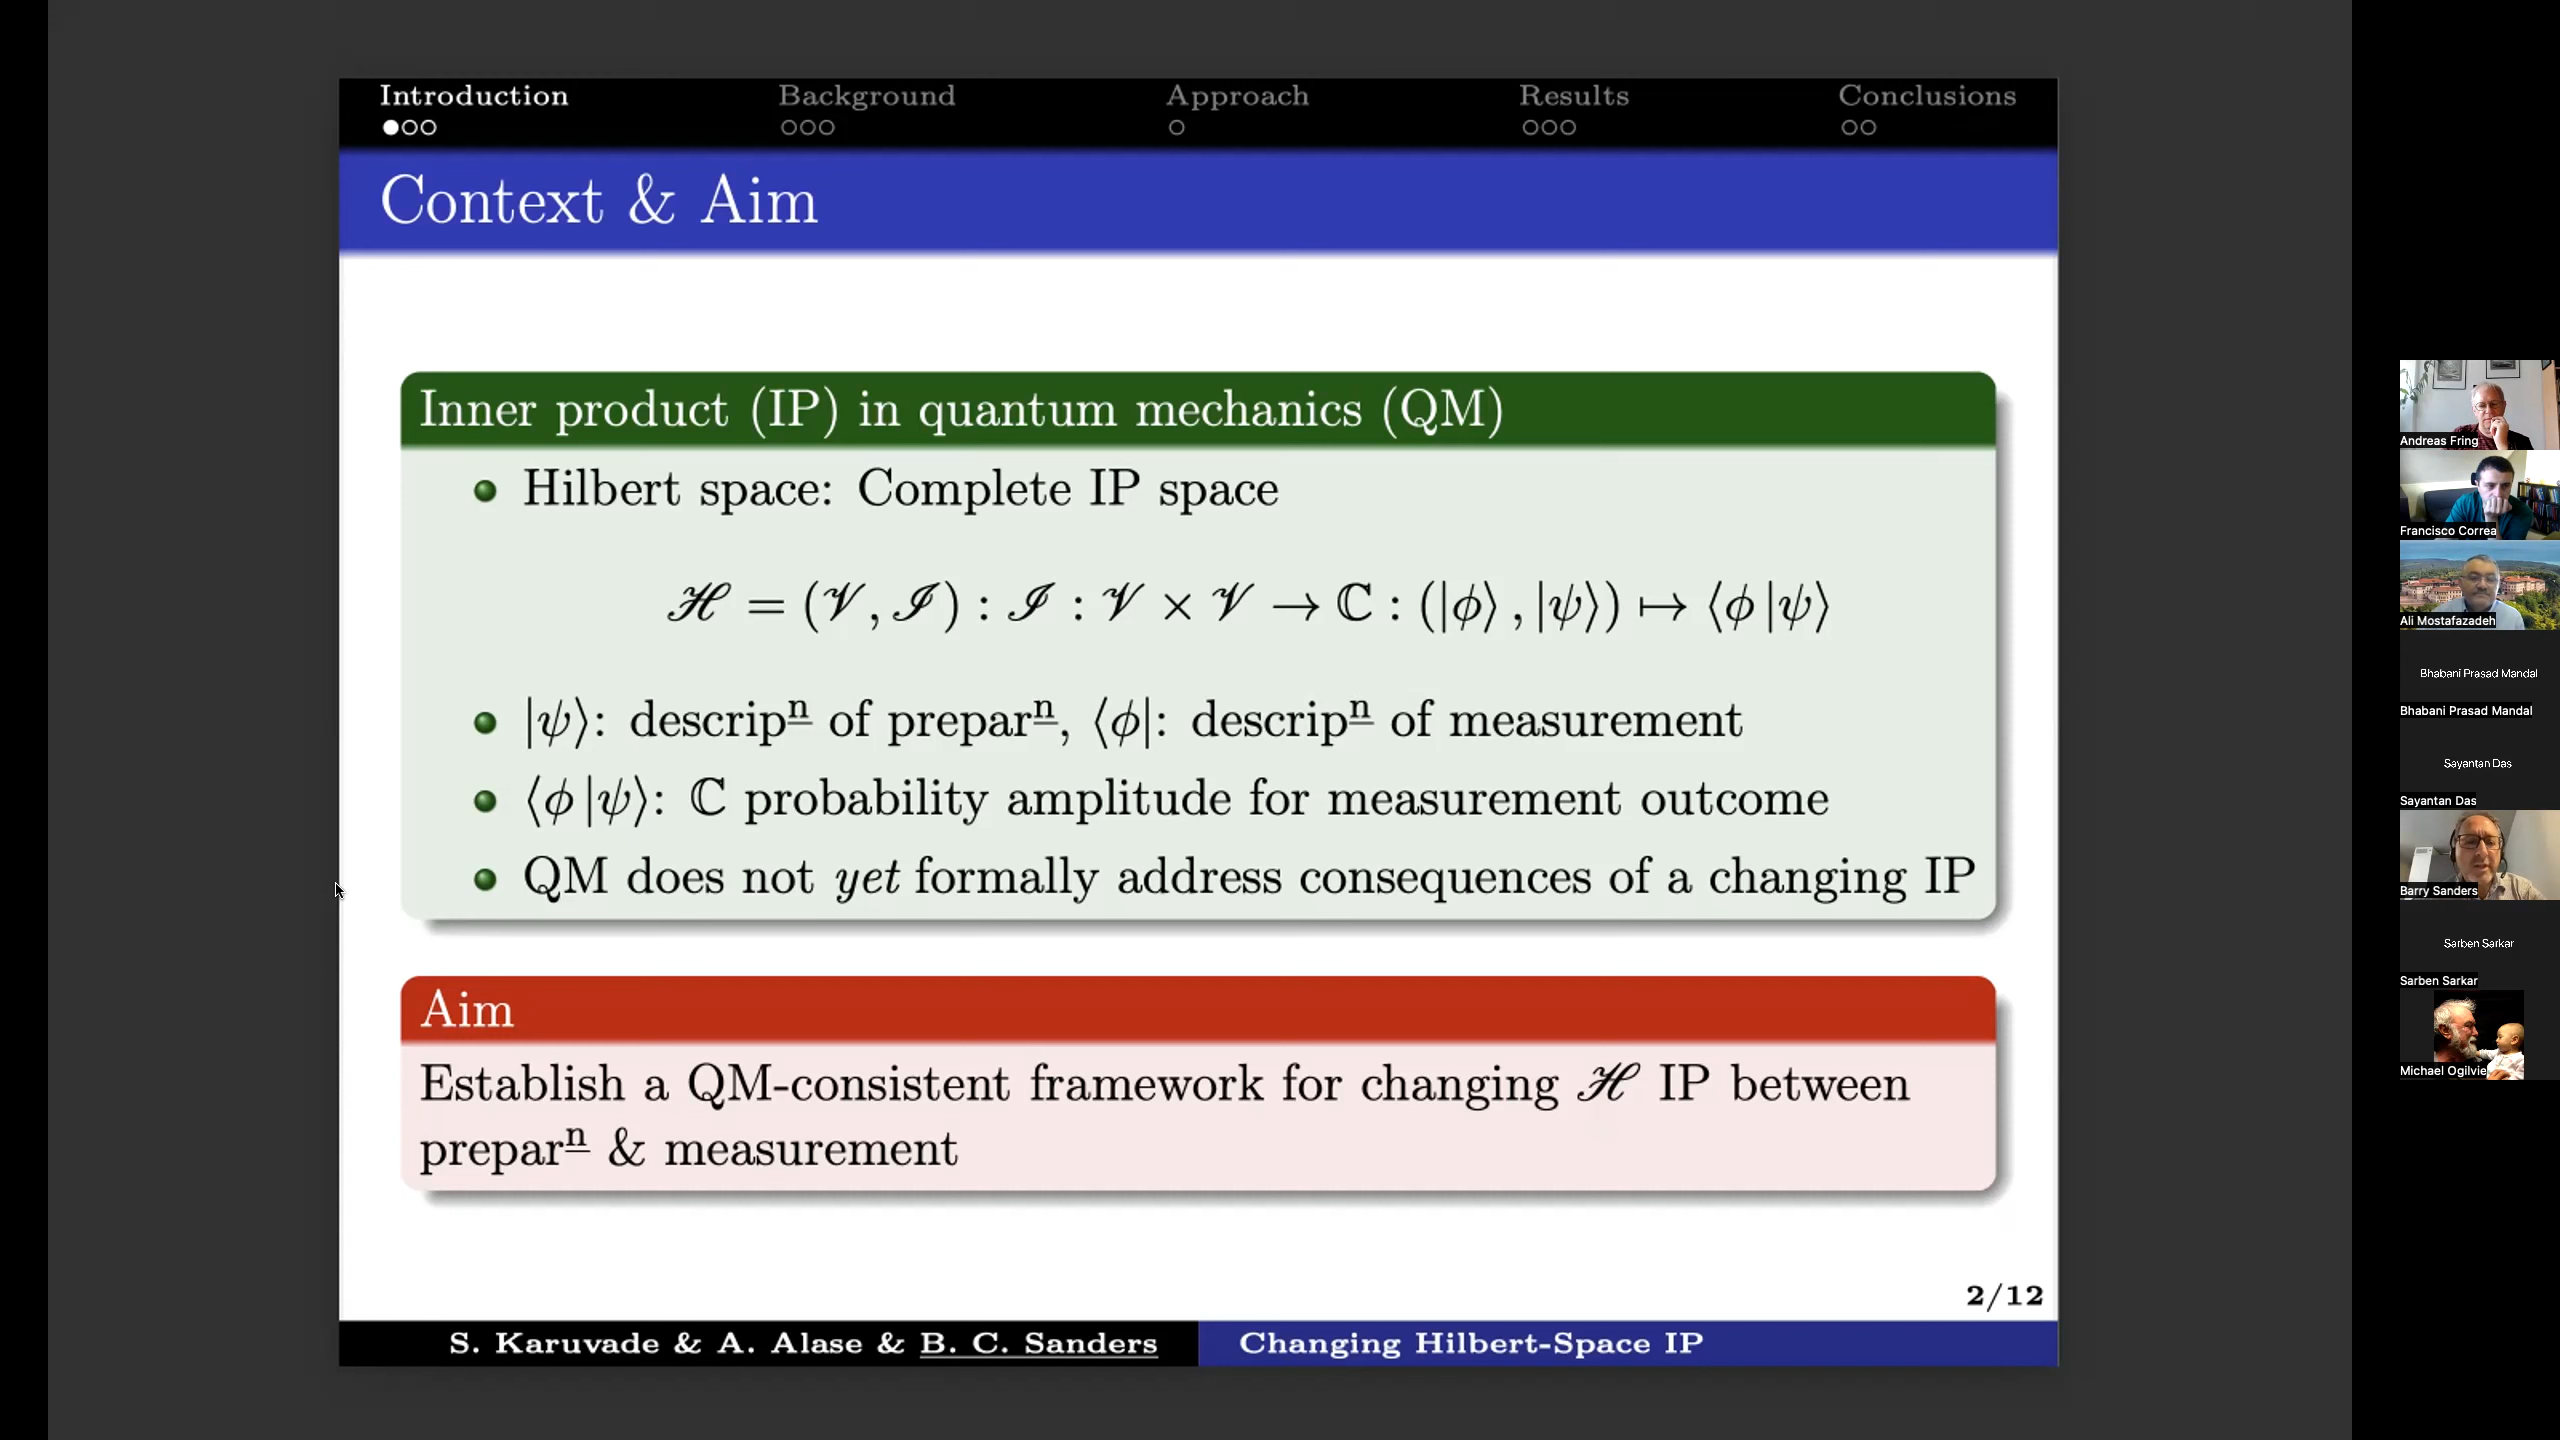 Introduction Background Approach Results Conclusions
Context & Aim
Inner product (IP) in quantum mechanics (QM)
Hilbert space: Complete IP space
ℋ = (𝒱, ℐ) : ℐ : 𝒱 × 𝒱 → ℂ : (|ϕ⟩, |ψ⟩) ↦ ⟨ϕ|ψ⟩
|ψ⟩: descripⁿ of preparⁿ, ⟨ϕ|: descripⁿ of measurement
⟨ϕ|ψ⟩: ℂ probability amplitude for measurement outcome
QM does not yet formally address consequences of a changing IP
Aim
Establish a QM-consistent framework for changing ℋ IP between
preparⁿ & measurement
2/12
S. Karuvade & A. Alase & B. C. Sanders Changing Hilbert-Space IP
Andreas Fring
Francisco Correa
Ali Mostafazadeh
Bhabani Prasad Mandal
Bhabani Prasad Mandal
Sayantan Das
Sayantan Das
Barry Sanders
Sarben Sarkar
Sarben Sarkar
Michael Ogilvie